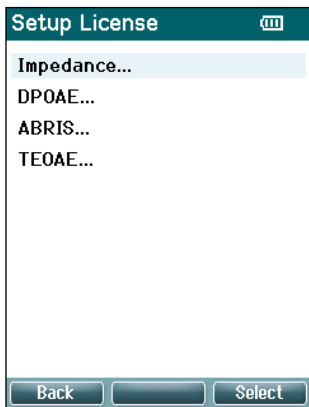 Setup License
Impedance...
DPOAE...
ABRIS...
TEOAE...
Back Select